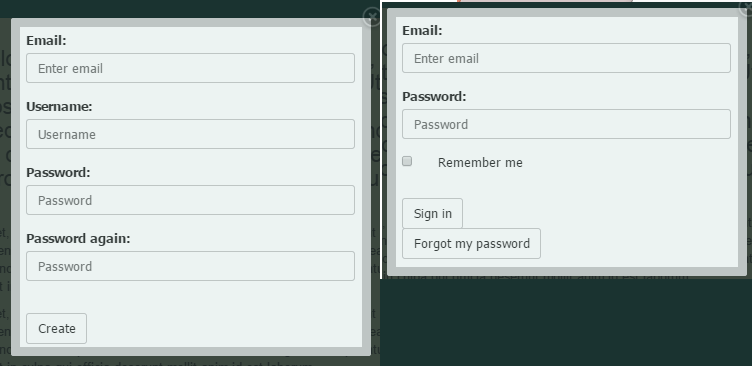 Email:
Enter email
Username:
Username
Password:
Password
Password again:
Password
Create
Email:
Enter email
Password:
Password
Remember me
Sign in
Forgot my password